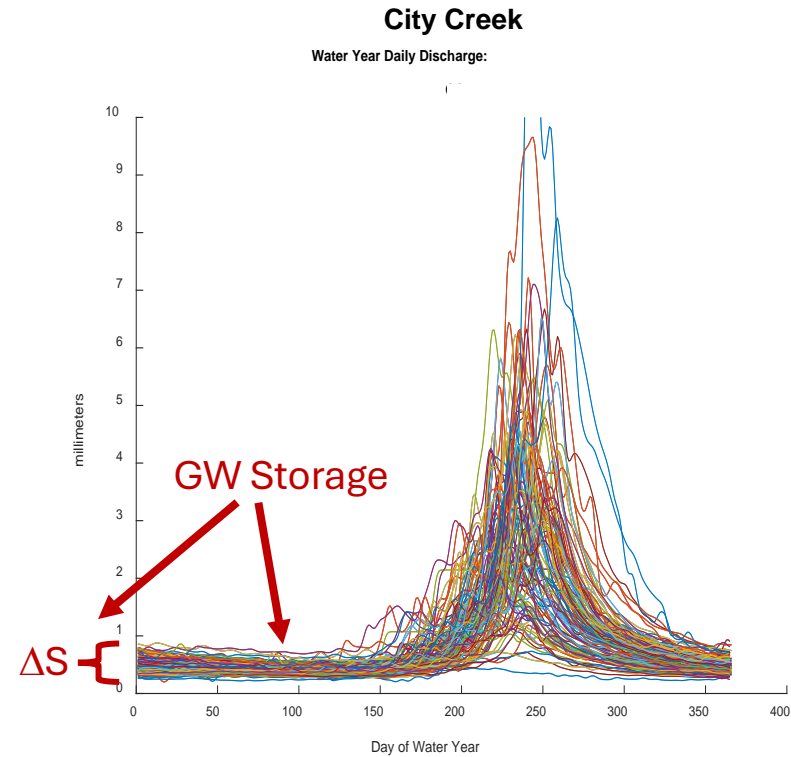 City Creek
Water Year Daily Discharge:
10
9
8
7
6
5
4
3
2
1
0
millimeters
GW Storage
ΔS
0 50 100 150 200 250 300 350 400
Day of Water Year